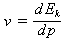 v = dE_k / dp